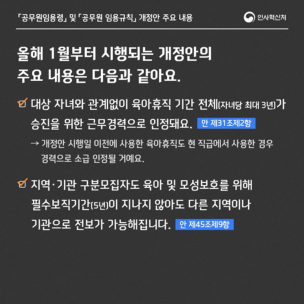 「공무원임용령」 및 「공무원 임용규칙」 개정안 주요 내용
인사혁신처
올해 1월부터 시행되는 개정안의
주요 내용은 다음과 같아요.
대상 자녀와 관계없이 육아휴직 기간 전체(자녀당 최대 3년)가
승진을 위한 근무경력으로 인정돼요. 안 제31조제2항
→ 개정안 시행일 이전에 사용한 육아휴직도 현 직급에서 사용한 경우
경력으로 소급 인정될 거예요.
지역·기관 구분모집자도 육아 및 모성보호를 위해
필수보직기간(5년)이 지나지 않아도 다른 지역이나
기관으로 전보가 가능해집니다. 안 제45조제9항